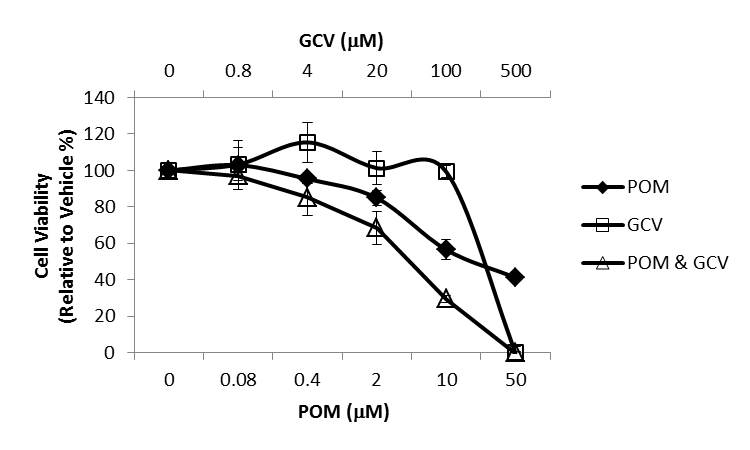 GCV (µM)
0 0.8 4 20 100 500
140
120
100
80
60
40
20
0
Cell Viability
(Relative to Vehicle %)
0 0.08 0.4 2 10 50
POM (µM)
POM
GCV
POM & GCV